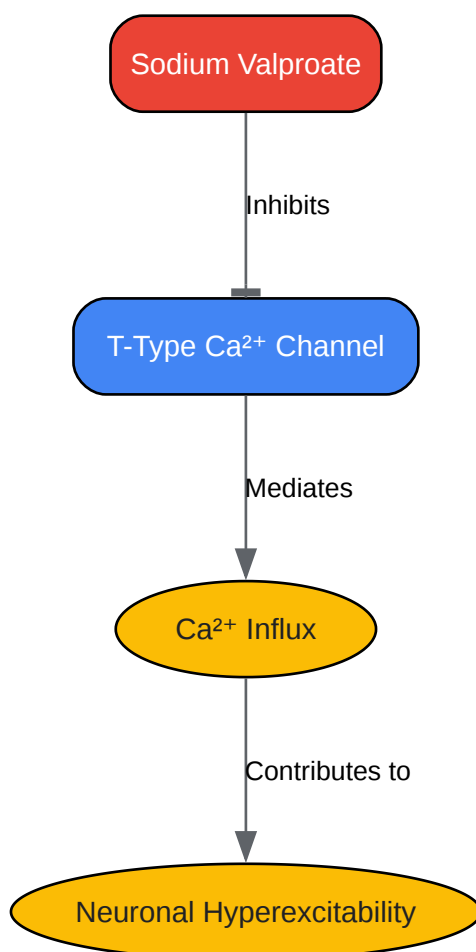 Sodium Valproate
Inhibits
T-Type Ca²⁺ Channel
Mediates
Ca²⁺ Influx
Contributes to
Neuronal Hyperexcitability